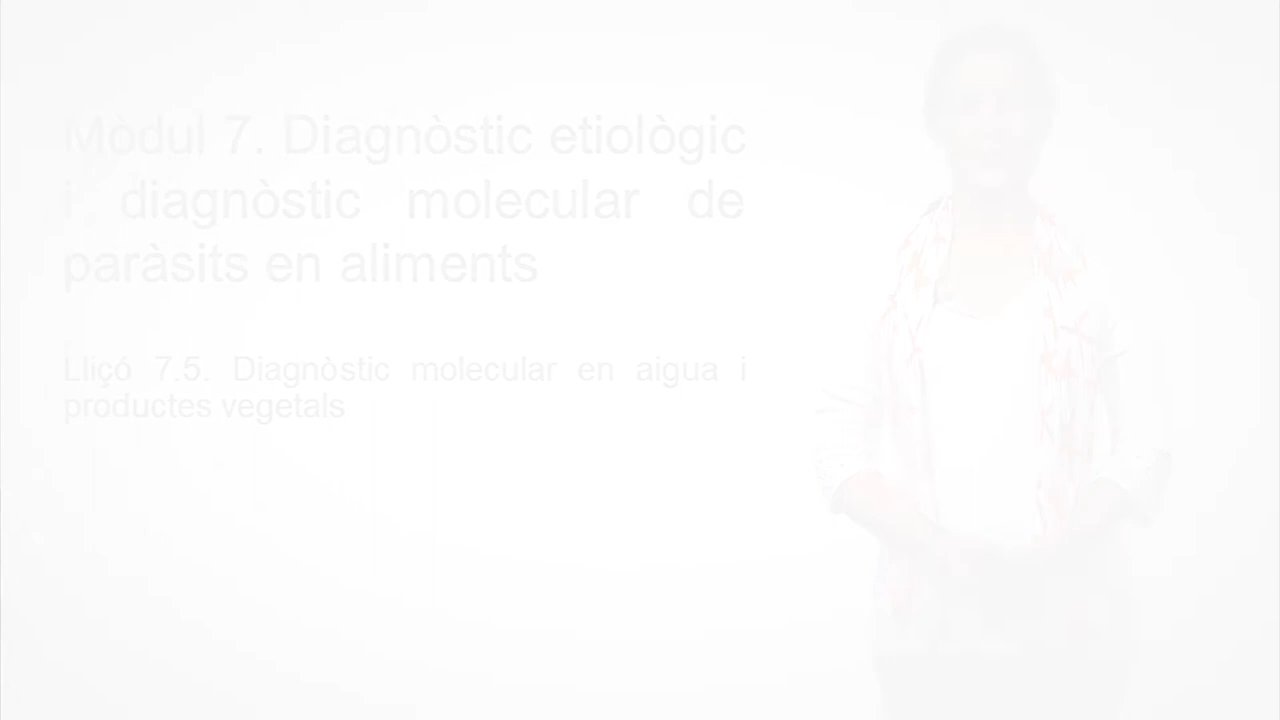 Mòdul 7. Diagnòstic etiològic
i diagnòstic molecular de
paràsits en aliments
Lliçó 7.5. Diagnòstic molecular en aigua i
productes vegetals